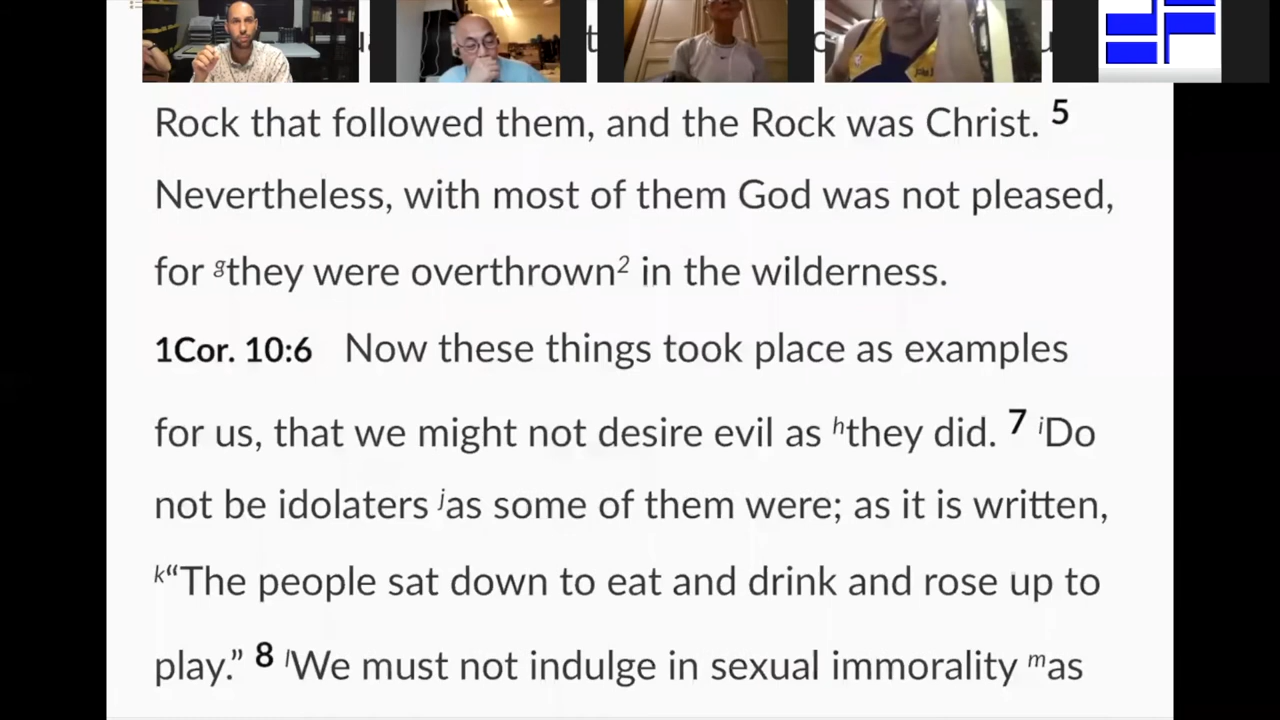 Rock that followed them, and the Rock was Christ. 5
Nevertheless, with most of them God was not pleased,
for gthey were overthrown2 in the wilderness.
1Cor. 10:6 Now these things took place as examples
for us, that we might not desire evil as hthey did. 7 iDo
not be idolaters jas some of them were; as it is written,
k“The people sat down to eat and drink and rose up to
play.” 8 lWe must not indulge in sexual immorality mas